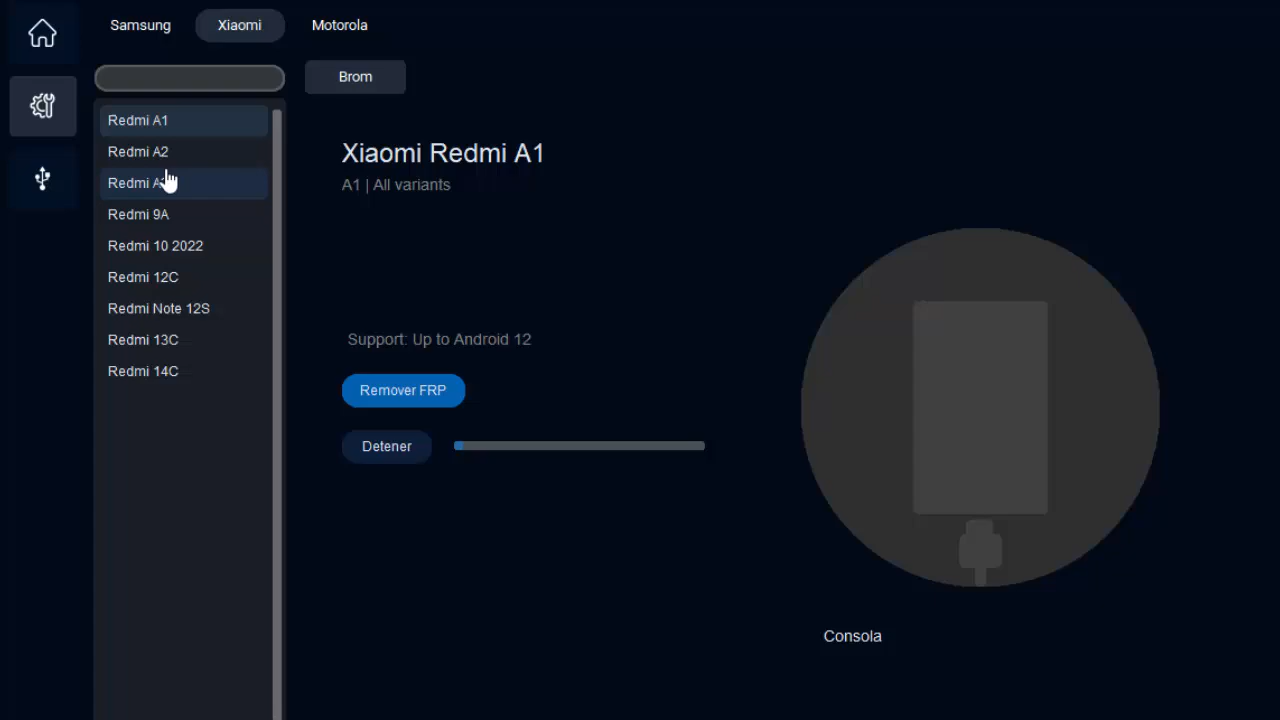 Samsung
Xiaomi
Motorola
Brom
Redmi A1
Redmi A2
Redmi
Redmi 9A
Redmi 10 2022
Redmi 12C
Redmi Note 12S
Redmi 13C
Redmi 14C
Xiaomi Redmi A1
A1 | All variants
Support: Up to Android 12
Remover FRP
Detener
Consola